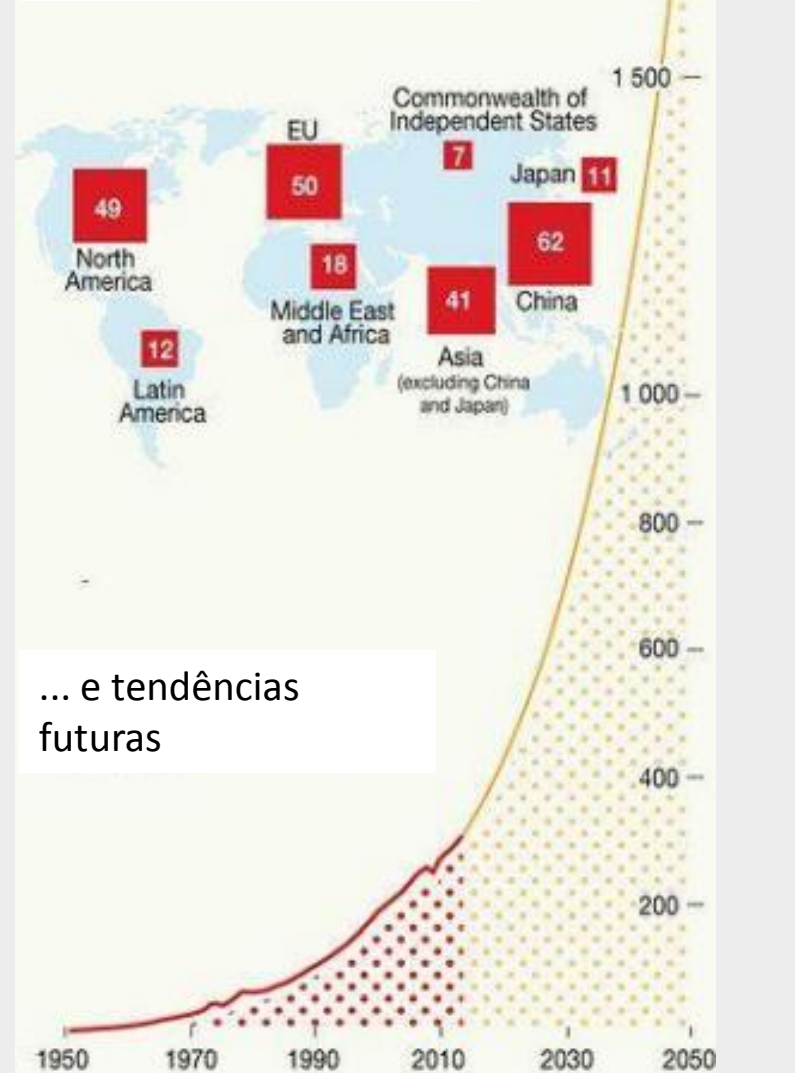 1 500
Commonwealth of
Independent States
7
EU
50
Japan 11
49
North
America
62
China
18
Middle East
and Africa
41
Asia
(excluding China
and Japan)
12
Latin
America
1 000
800
600
... e tendências
futuras
400
200
1950 1970 1990 2010 2030 2050